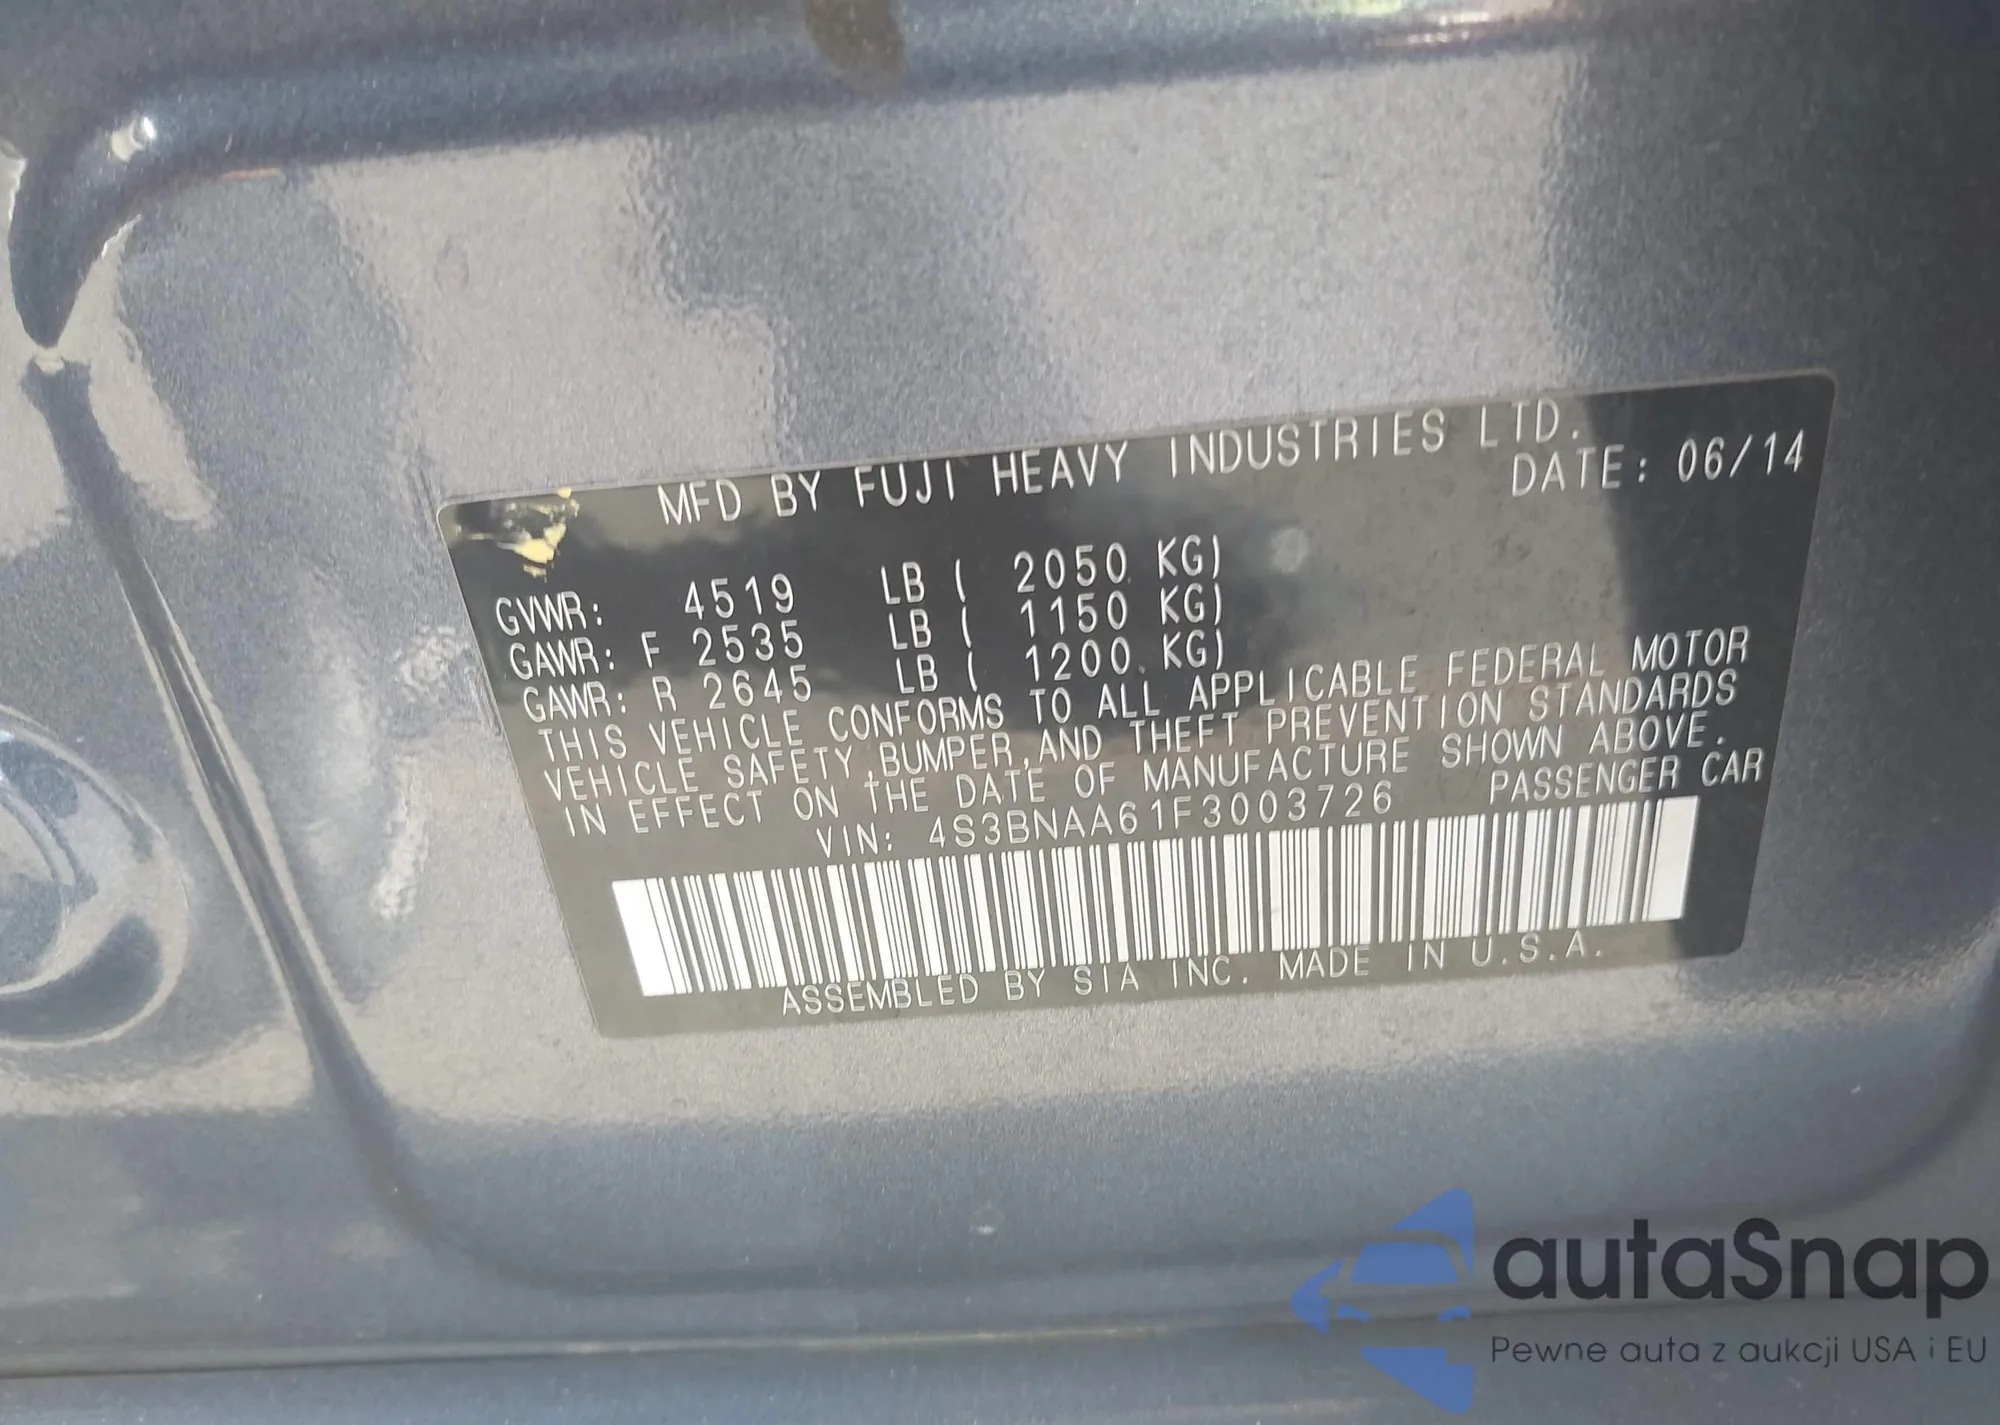 MFD BY FUJI HEAVY INDUSTRIES LTD.
DATE: 06/14
GVWR: 4519 LB ( 2050 KG)
GAWR: F 2535 LB ( 1150 KG)
GAWR: R 2645 LB ( 1200 KG)
THIS VEHICLE CONFORMS TO ALL APPLICABLE FEDERAL MOTOR
VEHICLE SAFETY,BUMPER,AND THEFT PREVENTION STANDARDS
IN EFFECT ON THE DATE OF MANUFACTURE SHOWN ABOVE.
VIN: 4S3BNAA61F3003726 PASSENGER CAR
ASSEMBLED BY SIA INC. MADE IN U.S.A.
autaSnap
Pewne auta z aukcji USA i EU